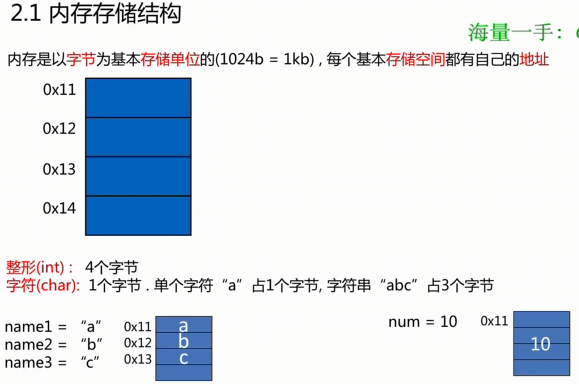 2.1 内存存储结构
海量一手：
内存是以字节为基本存储单位的(1024b = 1kb) , 每个基本存储空间都有自己的地址
0x11
0x12
0x13
0x14
整形(int)： 4个字节
字符(char): 1个字节 . 单个字符“a”占1个字节, 字符串“abc”占3个字节
name1 = “a” 0x11 a
name2 = “b” 0x12 b
name3 = “c” 0x13 c
num = 10 0x11
10